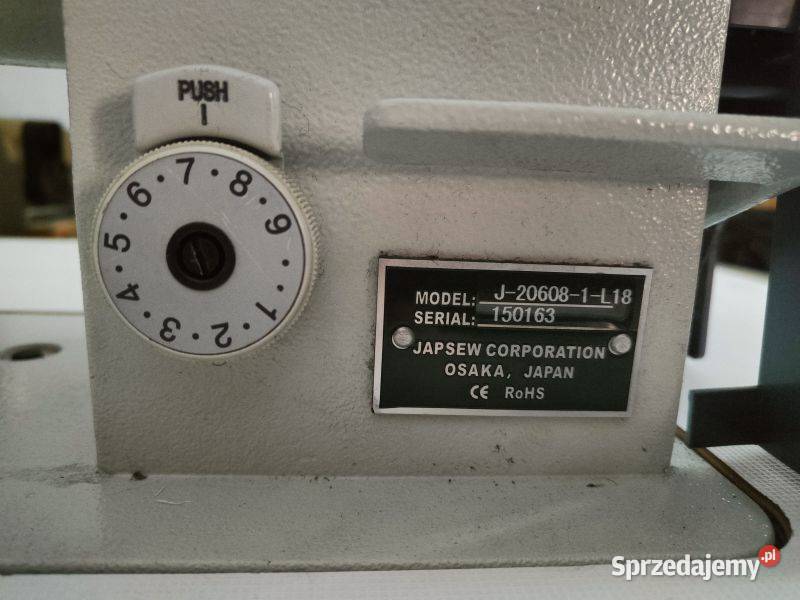 PUSH
1 2 3 4 5 6 7 8 9
MODEL: J-20608-1-L18
SERIAL: 150163
JAPSEW CORPORATION
OSAKA, JAPAN
CE RoHS
Sprzedajemy.pl